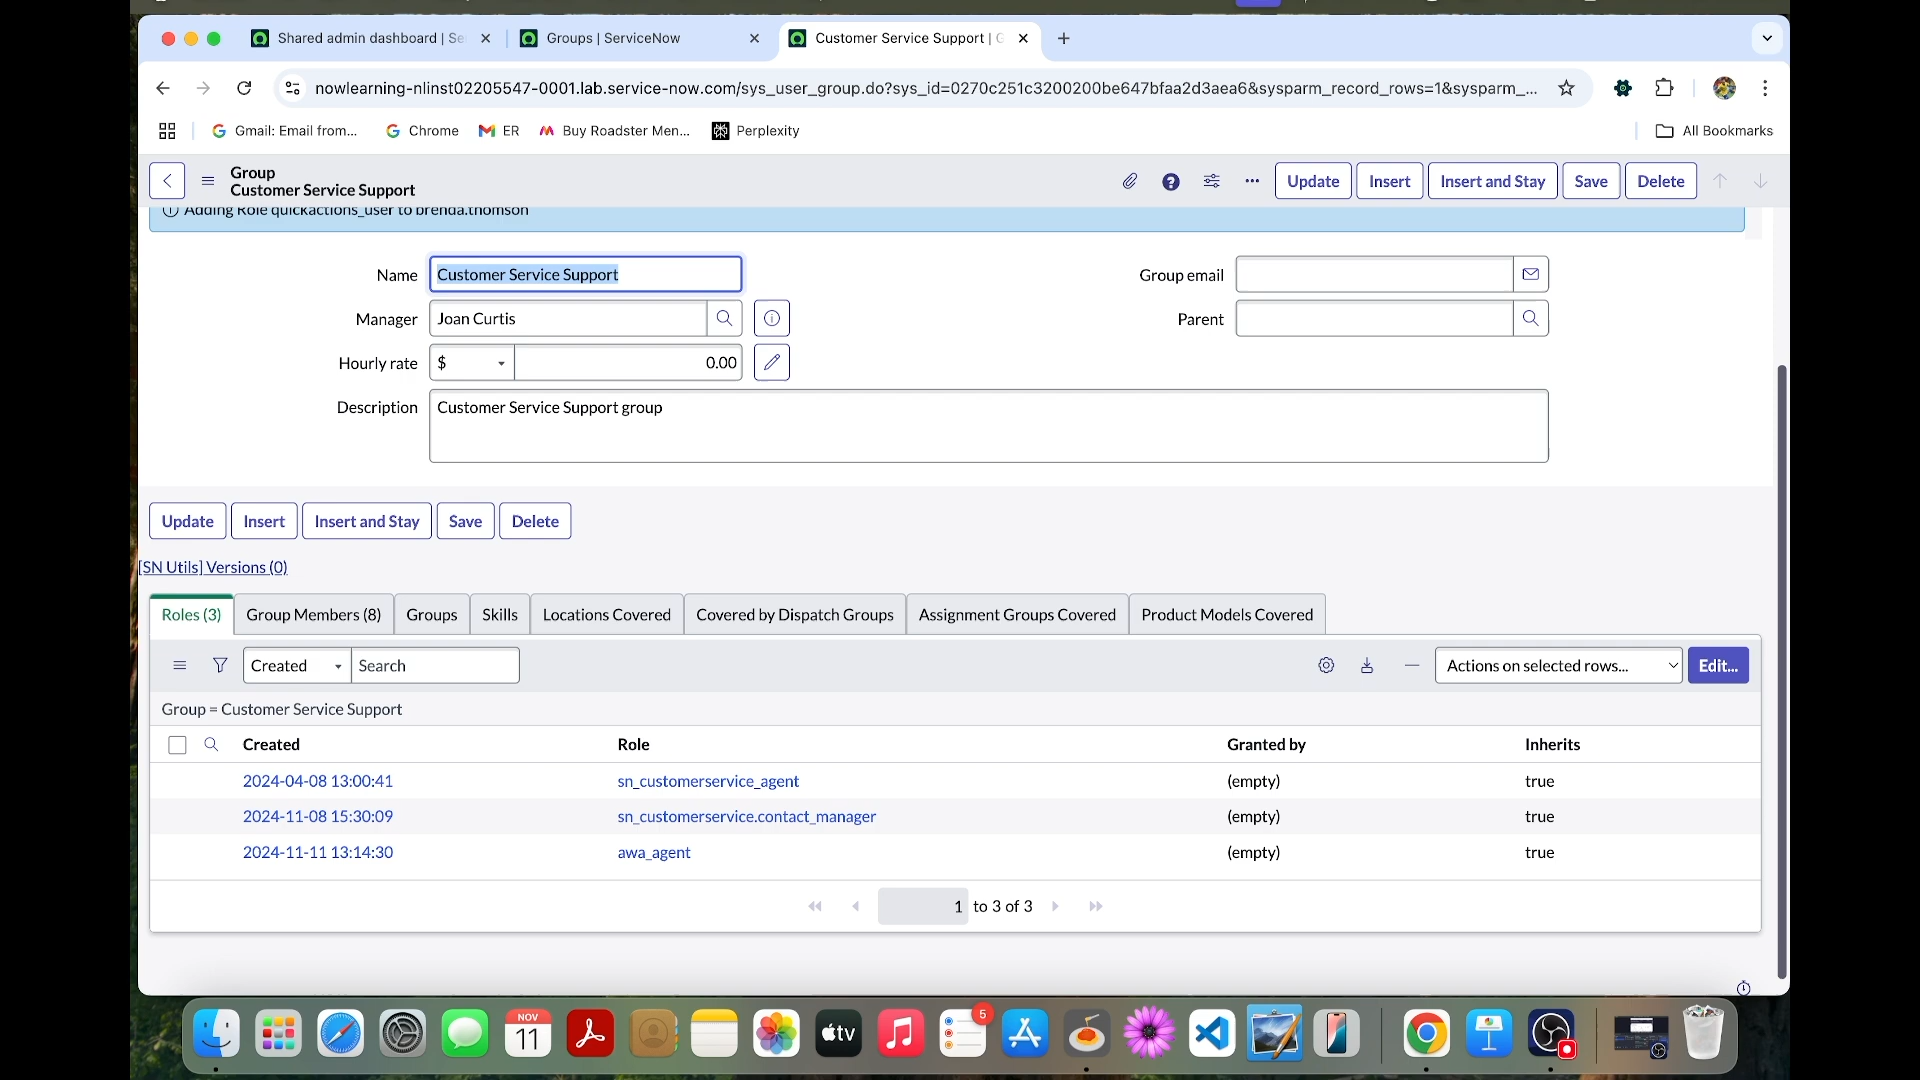 Shared admin dashboard | Se
Groups | ServiceNow
Customer Service Support | G
nowlearning-nlinst02205547-0001.lab.service-now.com/sys_user_group.do?sys_id=0270c251c3200200be647bfaa2d3aea6&sysparm_record_rows=1&sysparm_...
Gmail: Email from...
Chrome
ER
Buy Roadster Men...
Perplexity
All Bookmarks
Group
Customer Service Support
Update
Insert
Insert and Stay
Save
Delete
Adding Role quickactions_user to brenda.thomson
Name
Customer Service Support
Group email
Manager
Joan Curtis
Parent
Hourly rate
$
0.00
Description
Customer Service Support group
Update
Insert
Insert and Stay
Save
Delete
[SN Utils] Versions (0)
Roles (3)
Group Members (8)
Groups
Skills
Locations Covered
Covered by Dispatch Groups
Assignment Groups Covered
Product Models Covered
Created
Search
Actions on selected rows...
Edit...
Group = Customer Service Support
Created
Role
Granted by
Inherits
2024-04-08 13:00:41
sn_customerservice_agent
(empty)
true
2024-11-08 15:30:09
sn_customerservice.contact_manager
(empty)
true
2024-11-11 13:14:30
awa_agent
(empty)
true
1 to 3 of 3
NOV
11
tv
5